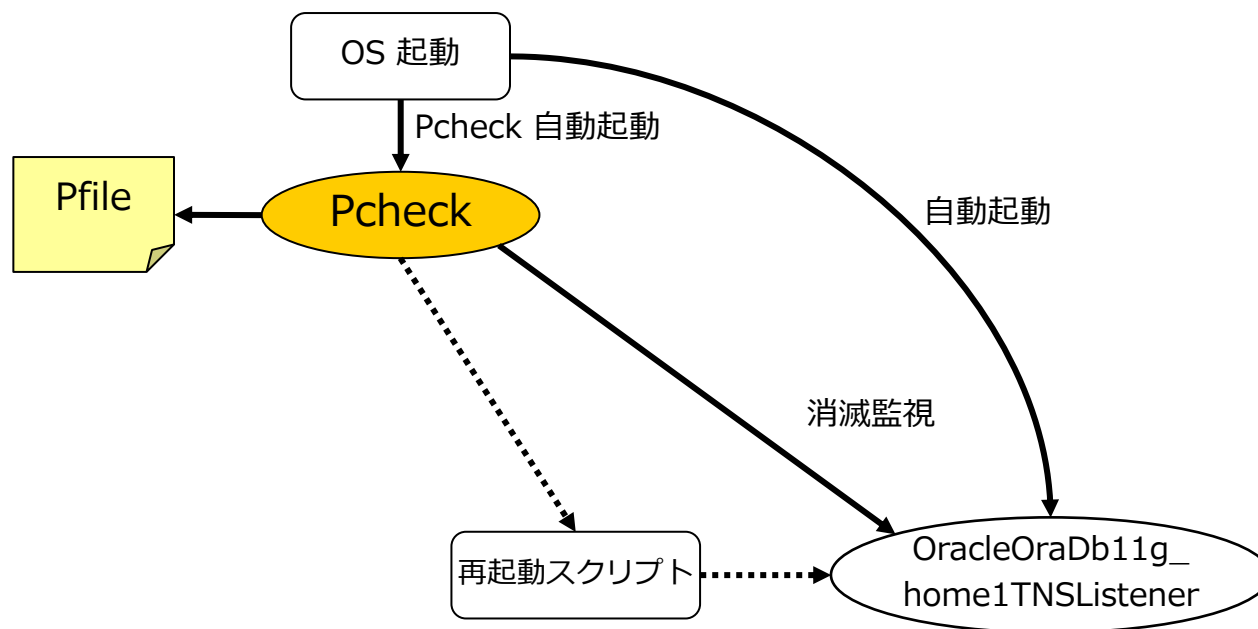 OS 起動
Pcheck 自動起動
Pfile
Pcheck
自動起動
消滅監視
再起動スクリプト
OracleOraDb11g_
home1TNSListener